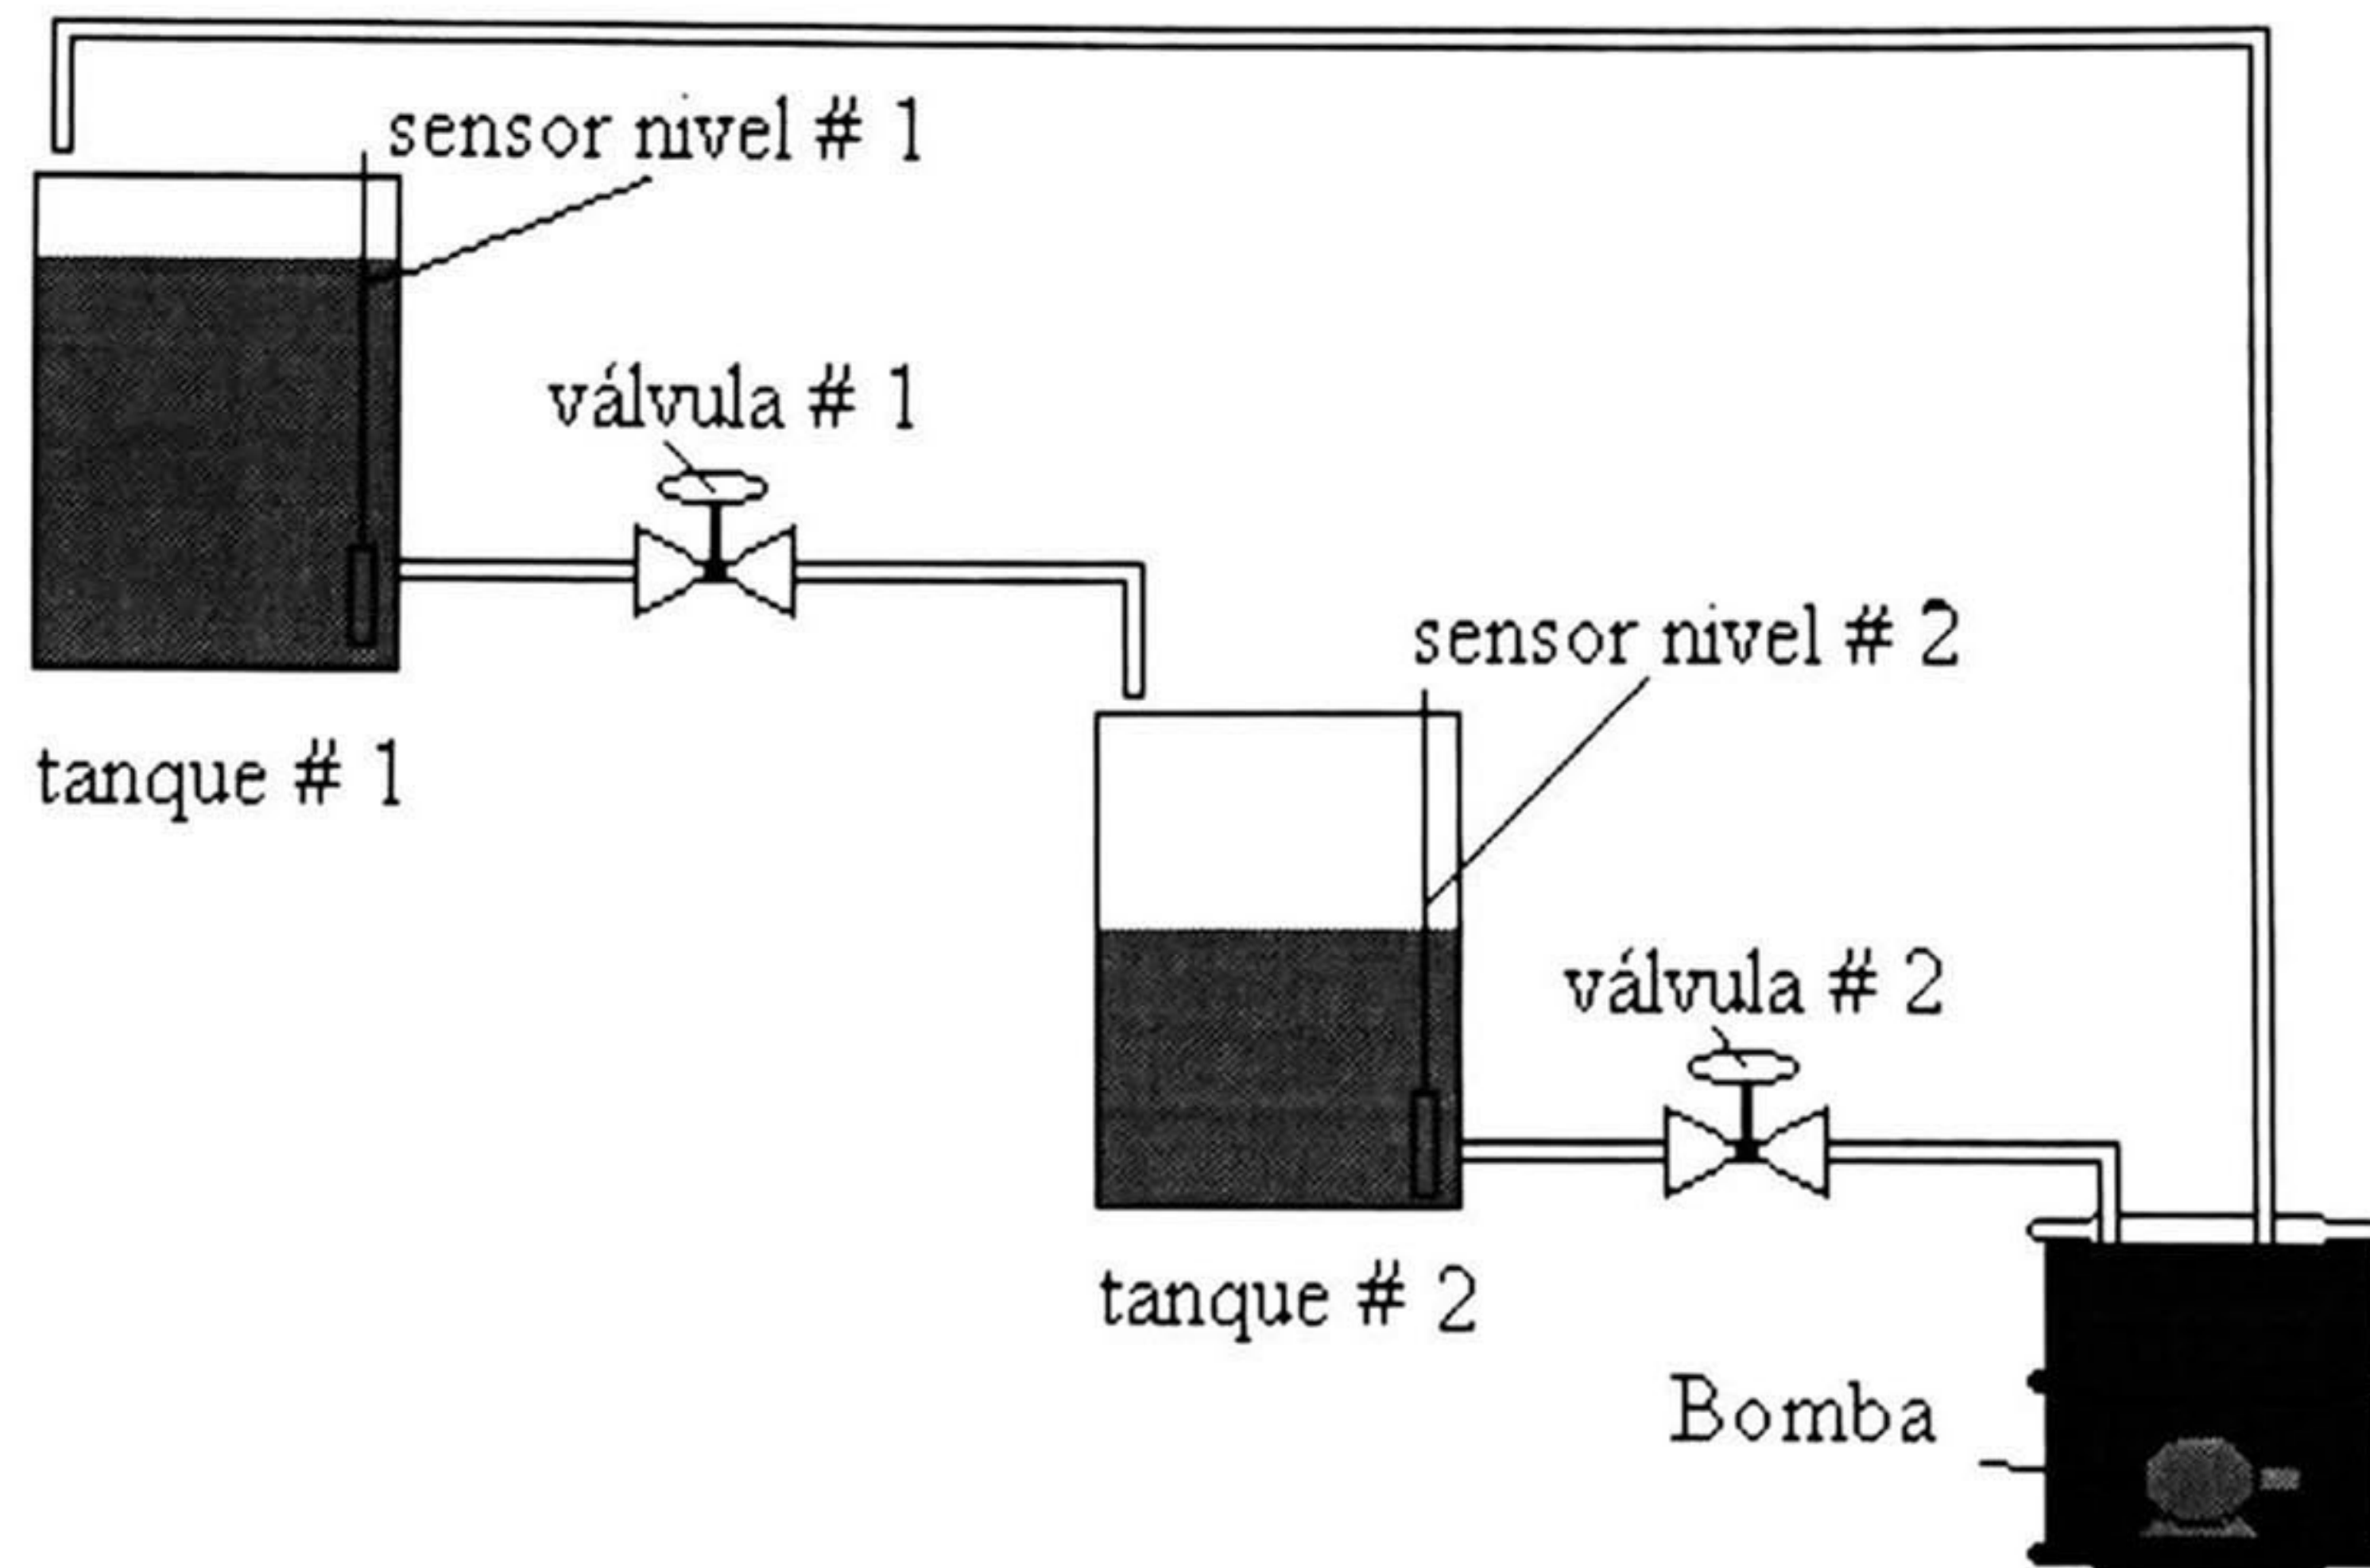 sensor nivel # 1
válvula # 1
sensor nivel # 2
tanque # 1
válvula # 2
tanque # 2
Bomba